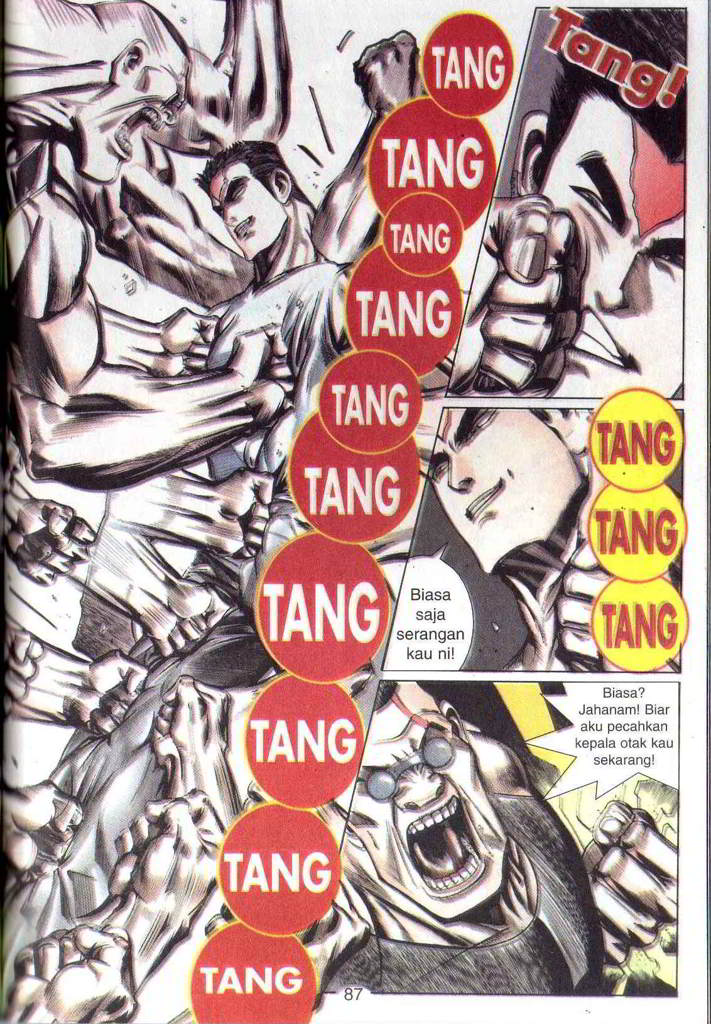 TANG
TANG
TANG
TANG
TANG
TANG
TANG
TANG
TANG
TANG
Tang!
TANG
TANG
TANG
Biasa
saja
serangan
kau ni!
Biasa?
Jahanam! Biar
aku pecahkan
kepala otak kau
sekarang!
87